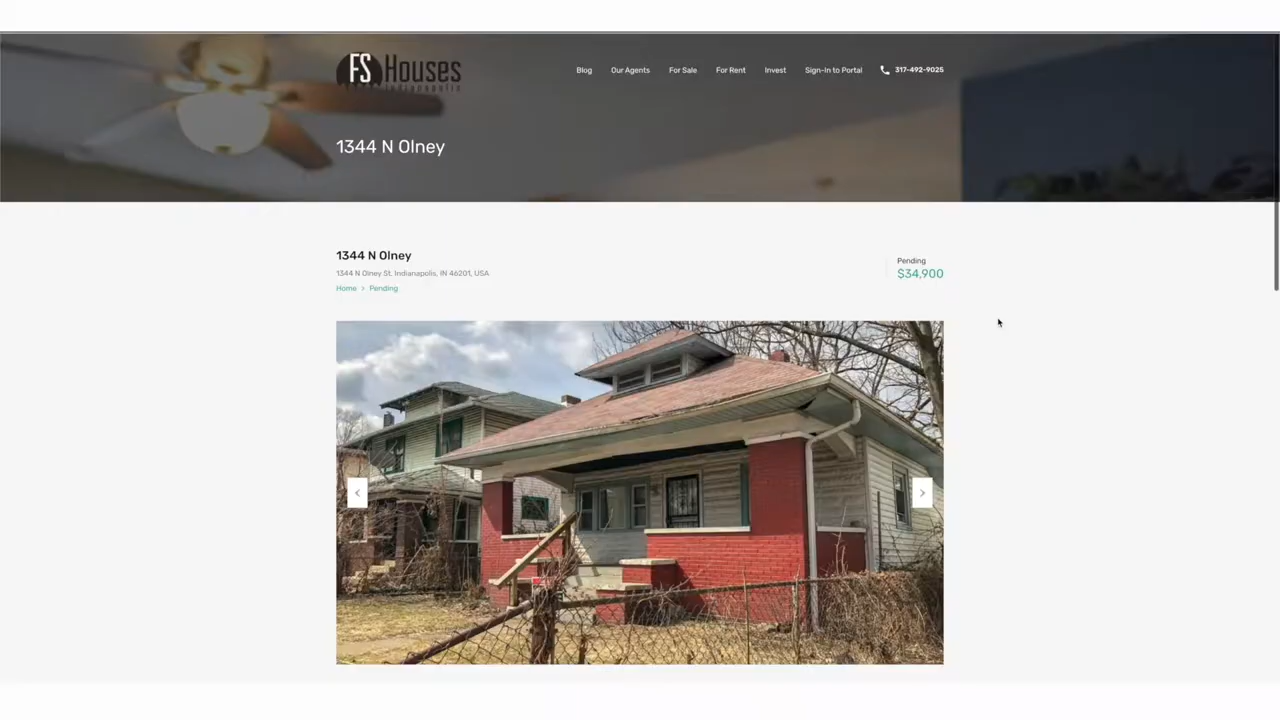 FS Houses
Indianapolis
Blog
Our Agents
For Sale
For Rent
Invest
Sign-In to Portal
317-492-9025
1344 N Olney
1344 N Olney
1344 N Olney St, Indianapolis, IN 46201, USA
Home > Pending
Pending
$34,900